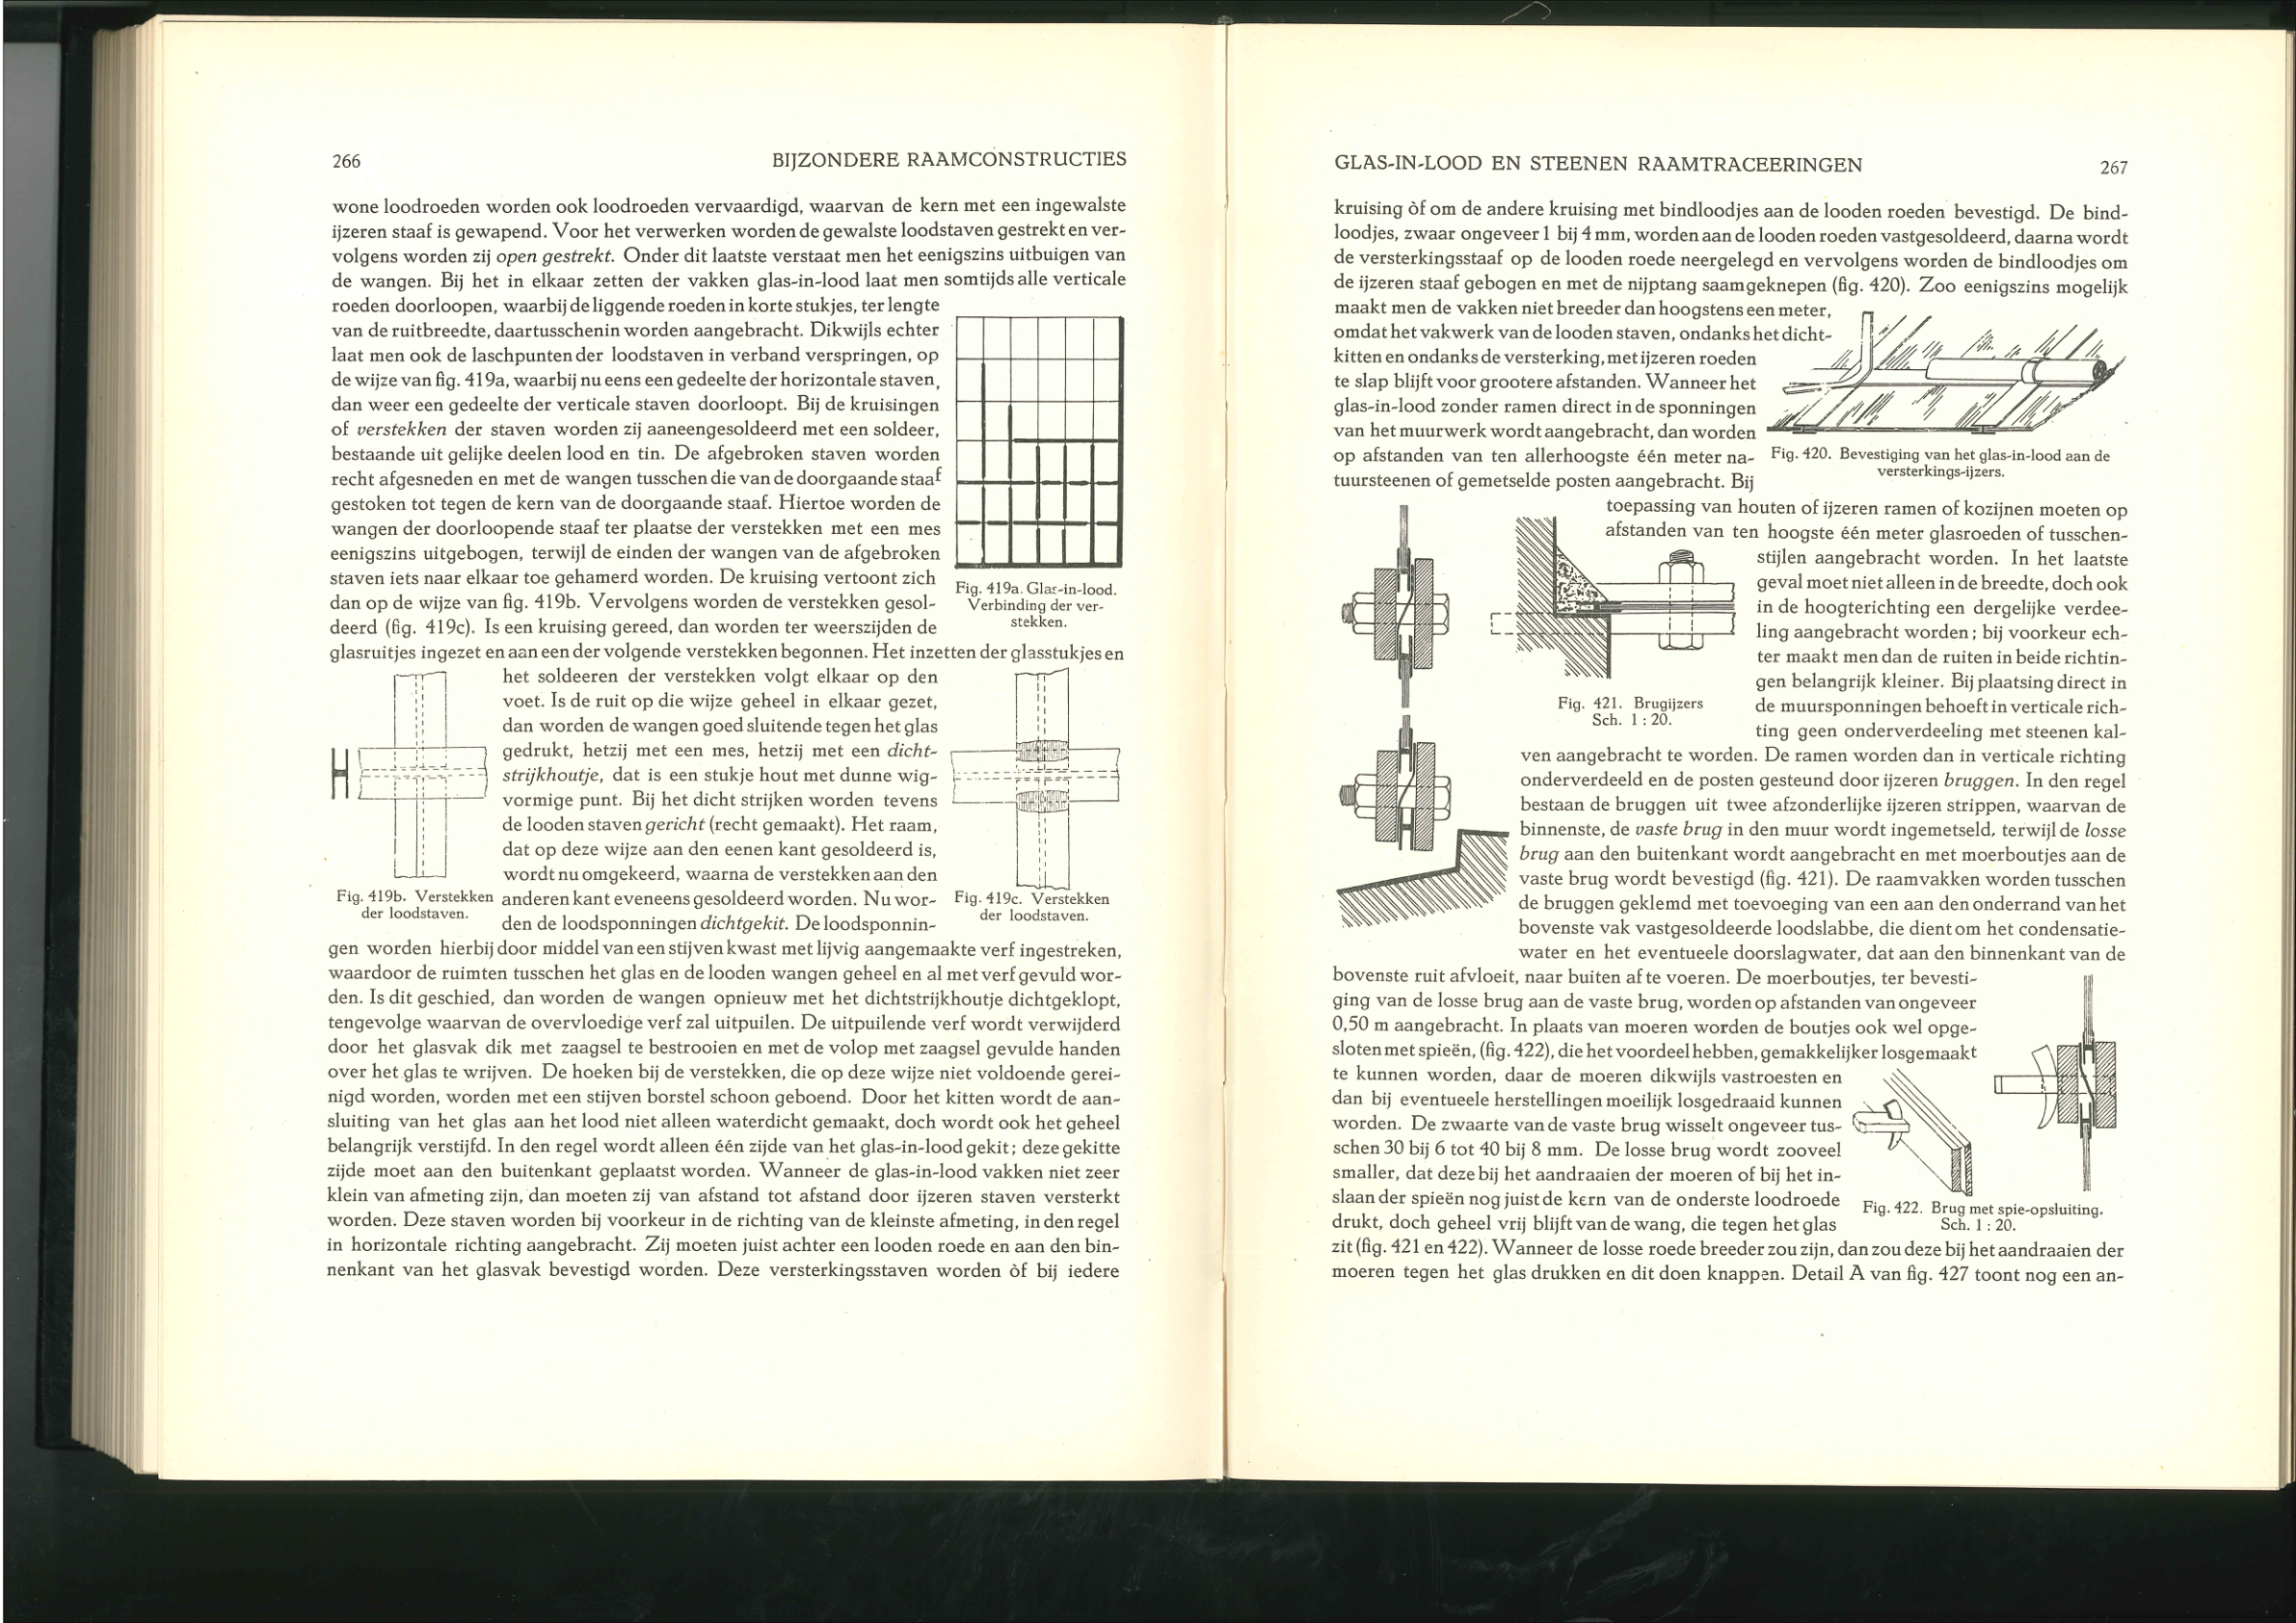 266
BIJZONDERE RAAMCONSTRUCTIES
wone loodroeden worden ook loodroeden vervaardigd, waarvan de kern met een ingewalste
ijzeren staaf is gewapend. Voor het verwerken worden de gewalste loodstaven gestrekt en ver-
volgens worden zij open gestrekt. Onder dit laatste verstaat men het eenigszins uitbuigen van
de wangen. Bij het in elkaar zetten der vakken glas-in-lood laat men somtijds alle verticale
roeden doorloopen, waarbij de liggende roeden in korte stukjes, ter lengte
van de ruitbreedte, daartusschenin worden aangebracht. Dikwijls echter
laat men ook de laschpunten der loodstaven in verband verspringen, op
de wijze van fig. 419a, waarbij nu eens een gedeelte der horizontale staven,
dan weer een gedeelte der verticale staven doorloopt. Bij de kruisingen
of verstekken der staven worden zij aaneengesoldeerd met een soldeer,
bestaande uit gelijke deelen lood en tin. De afgebroken staven worden
recht afgesneden en met de wangen tusschen die van de doorgaande staaf
gestoken tot tegen de kern van de doorgaande staaf. Hiertoe worden de
wangen der doorloopende staaf ter plaatse der verstekken met een mes
eenigszins uitgebogen, terwijl de einden der wangen van de afgebroken
staven iets naar elkaar toe gehamerd worden. De kruising vertoont zich
dan op de wijze van fig. 419b. Vervolgens worden de verstekken gesol-
deerd (fig. 419c). Is een kruising gereed, dan worden ter weerszijden de
Fig. 419a. Glas-in-lood.
Verbinding der ver-
stekken.
glasruitjes ingezet en aan een der volgende verstekken begonnen. Het inzetten der glasstukjes en
het soldeeren der verstekken volgt elkaar op den
voet. Is de ruit op die wijze geheel in elkaar gezet,
dan worden de wangen goed sluitende tegen het glas
gedrukt, hetzij met een mes, hetzij met een dicht-
strijkhoutje, dat is een stukje hout met dunne wig-
vormige punt. Bij het dicht strijken worden tevens
de looden staven gericht (recht gemaakt). Het raam,
dat op deze wijze aan den eenen kant gesoldeerd is,
wordt nu omgekeerd, waarna de verstekken aan den
anderen kant eveneens gesoldeerd worden. Nu wor-
den de loodsponningen dichtgekit. De loodsponnin-
Fig. 419b. Verstekken
der loodstaven.
Fig. 419c. Verstekken
der loodstaven.
gen worden hierbij door middel van een stijven kwast met lijvig aangemaakte verf ingestreken,
waardoor de ruimten tusschen het glas en de looden wangen geheel en al met verf gevuld wor-
den. Is dit geschied, dan worden de wangen opnieuw met het dichtstrijkhoutje dichtgeklopt,
tengevolge waarvan de overvloedige verf zal uitpuilen. De uitpuilende verf wordt verwijderd
door het glasvak dik met zaagsel te bestrooien en met de volop met zaagsel gevulde handen
over het glas te wrijven. De hoeken bij de verstekken, die op deze wijze niet voldoende gerei-
nigd worden, worden met een stijven borstel schoon geboend. Door het kitten wordt de aan-
sluiting van het glas aan het lood niet alleen waterdicht gemaakt, doch wordt ook het geheel
belangrijk verstijfd. In den regel wordt alleen één zijde van het glas-in-lood gekit; deze gekitte
zijde moet aan den buitenkant geplaatst worden. Wanneer de glas-in-lood vakken niet zeer
klein van afmeting zijn, dan moeten zij van afstand tot afstand door ijzeren staven versterkt
worden. Deze staven worden bij voorkeur in de richting van de kleinste afmeting, in den regel
in horizontale richting aangebracht. Zij moeten juist achter een looden roede en aan den bin-
nenkant van het glasvak bevestigd worden. Deze versterkingsstaven worden òf bij iedere
GLAS-IN-LOOD EN STEENEN RAAMTRACEERINGEN
267
kruising òf om de andere kruising met bindloodjes aan de looden roeden bevestigd. De bind-
loodjes, zwaar ongeveer 1 bij 4 mm, worden aan de looden roeden vastgesoldeerd, daarna wordt
de versterkingsstaaf op de looden roede neergelegd en vervolgens worden de bindloodjes om
de ijzeren staaf gebogen en met de nijptang saamgeknepen (fig. 420). Zoo eenigszins mogelijk
maakt men de vakken niet breeder dan hoogstens een meter,
omdat het vakwerk van de looden staven, ondanks het dicht-
kitten en ondanks de versterking, met ijzeren roeden
te slap blijft voor grootere afstanden. Wanneer het
glas-in-lood zonder ramen direct in de sponningen
van het muurwerk wordt aangebracht, dan worden
op afstanden van ten allerhoogste één meter na-
tuursteenen of gemetselde posten aangebracht. Bij
Fig. 420. Bevestiging van het glas-in-lood aan de
versterkings-ijzers.
toepassing van houten of ijzeren ramen of kozijnen moeten op
afstanden van ten hoogste één meter glasroeden of tusschen-
stijlen aangebracht worden. In het laatste
geval moet niet alleen in de breedte, doch ook
in de hoogterichting een dergelijke verdee-
ling aangebracht worden; bij voorkeur ech-
ter maakt men dan de ruiten in beide richtin-
gen belangrijk kleiner. Bij plaatsing direct in
de muursponningen behoeft in verticale rich-
ting geen onderverdeeling met steenen kal-
Fig. 421. Brugijzers
Sch. 1 : 20.
ven aangebracht te worden. De ramen worden dan in verticale richting
onderverdeeld en de posten gesteund door ijzeren bruggen. In den regel
bestaan de bruggen uit twee afzonderlijke ijzeren strippen, waarvan de
binnenste, de vaste brug in den muur wordt ingemetseld, terwijl de losse
brug aan den buitenkant wordt aangebracht en met moerboutjes aan de
vaste brug wordt bevestigd (fig. 421). De raamvakken worden tusschen
de bruggen geklemd met toevoeging van een aan den onderrand van het
bovenste vak vastgesoldeerde loodslabbe, die dient om het condensatie-
water en het eventueele doorslagwater, dat aan den binnenkant van de
bovenste ruit afvloeit, naar buiten af te voeren. De moerboutjes, ter bevesti-
ging van de losse brug aan de vaste brug, worden op afstanden van ongeveer
0,50 m aangebracht. In plaats van moeren worden de boutjes ook wel opge-
sloten met spieën, (fig. 422), die het voordeel hebben, gemakkelijker losgemaakt
te kunnen worden, daar de moeren dikwijls vastroesten en
dan bij eventueele herstellingen moeilijk losgedraaid kunnen
worden. De zwaarte van de vaste brug wisselt ongeveer tus-
schen 30 bij 6 tot 40 bij 8 mm. De losse brug wordt zooveel
smaller, dat deze bij het aandraaien der moeren of bij het in-
slaan der spieën nog juist de kern van de onderste loodroede
drukt, doch geheel vrij blijft van de wang, die tegen het glas
Fig. 422. Brug met spie-opsluiting.
Sch. 1 : 20.
zit (fig. 421 en 422). Wanneer de losse roede breeder zou zijn, dan zou deze bij het aandraaien der
moeren tegen het glas drukken en dit doen knappen. Detail A van fig. 427 toont nog een an-